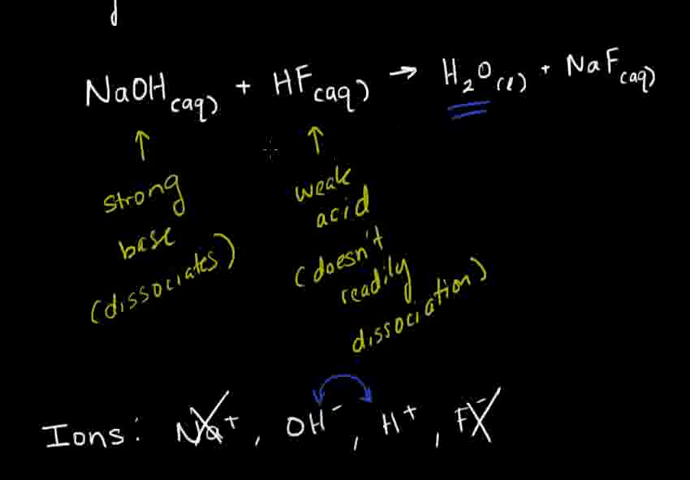 NaOH(aq) + HF(aq) → H₂O(l) + NaF(aq)
↑ ↑
strong
base
(dissociates)
weak
acid
(doesn't
readily
dissociation)
Ions: Na⁺, OH⁻, H⁺, F⁻